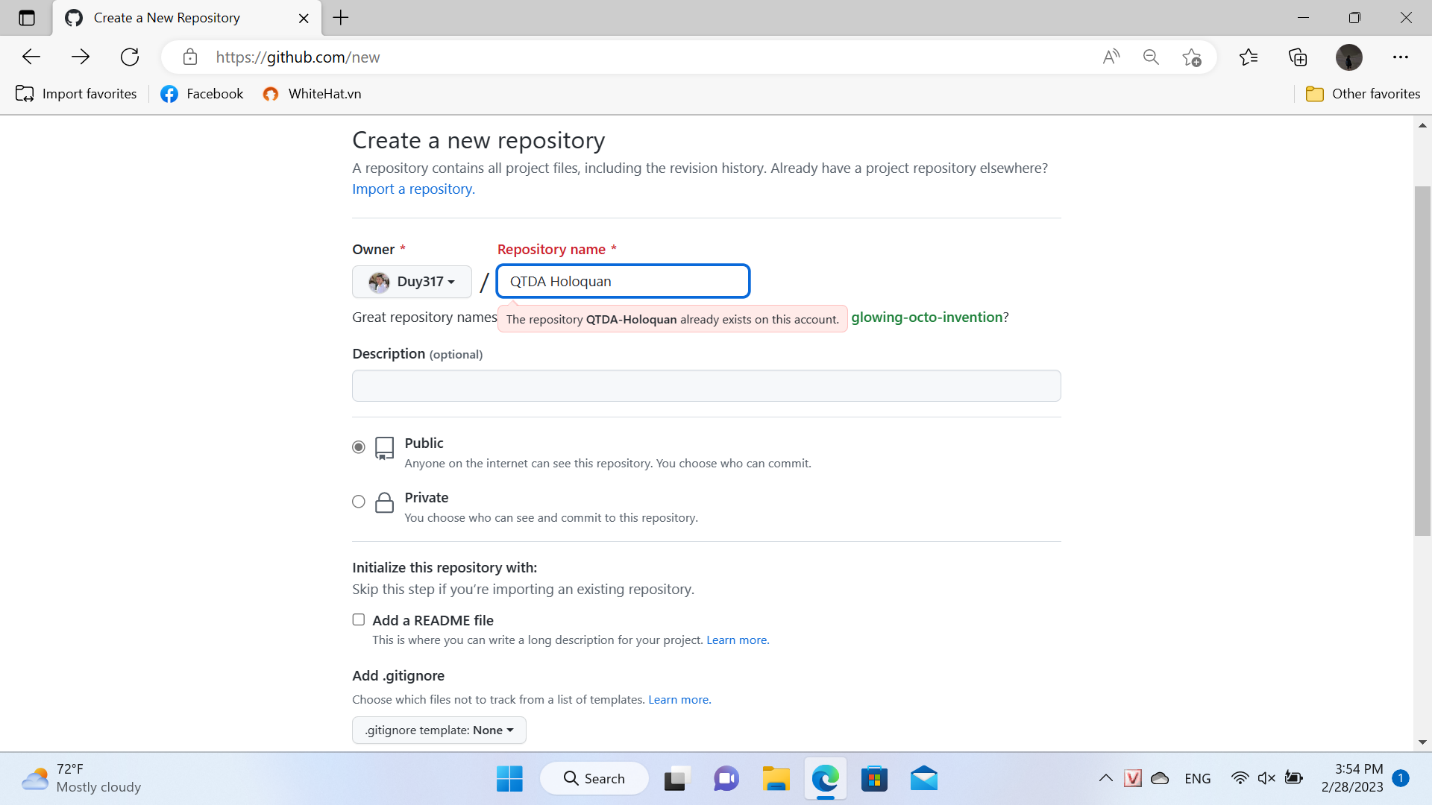 Create a New Repository
https://github.com/new
Import favorites
Facebook
WhiteHat.vn
Other favorites
Create a new repository
A repository contains all project files, including the revision history. Already have a project repository elsewhere?
Import a repository.
Owner *
Repository name *
Duy317
/
QTDA Holoquan
Great repository names
The repository QTDA-Holoquan already exists on this account.
glowing-octo-invention?
Description (optional)
Public
Anyone on the internet can see this repository. You choose who can commit.
Private
You choose who can see and commit to this repository.
Initialize this repository with:
Skip this step if you're importing an existing repository.
Add a README file
This is where you can write a long description for your project. Learn more.
Add .gitignore
Choose which files not to track from a list of templates. Learn more.
.gitignore template: None
72°F
Mostly cloudy
Search
V
ENG
3:54 PM
2/28/2023
1